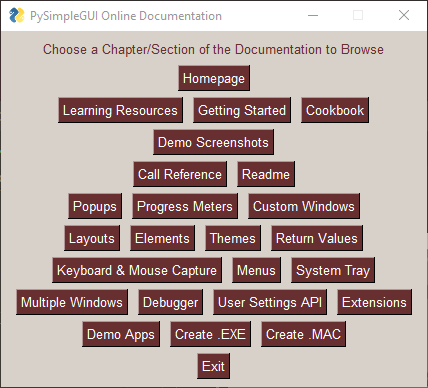 PySimpleGUI Online Documentation
Choose a Chapter/Section of the Documentation to Browse
Homepage
Learning Resources Getting Started Cookbook
Demo Screenshots
Call Reference Readme
Popups Progress Meters Custom Windows
Layouts Elements Themes Return Values
Keyboard & Mouse Capture Menus System Tray
Multiple Windows Debugger User Settings API Extensions
Demo Apps Create .EXE Create .MAC
Exit